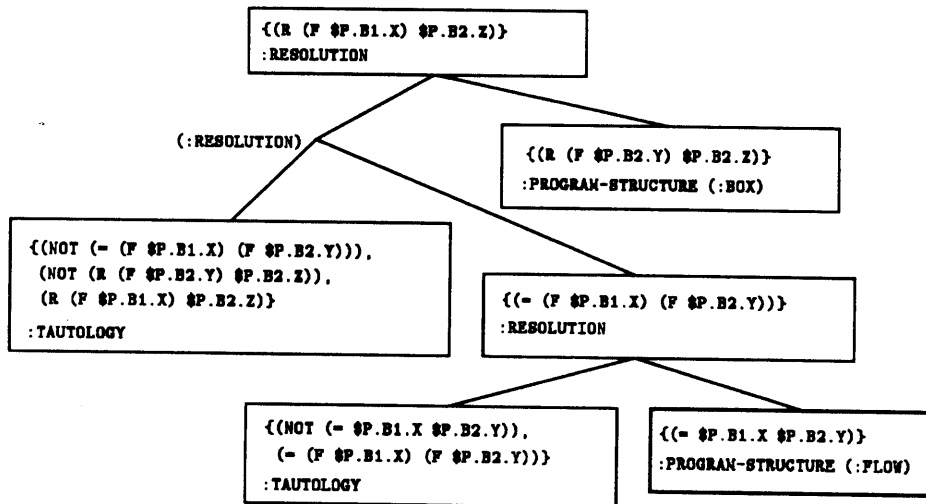 {(R (F $P.B1.X) $P.B2.Z)}
:RESOLUTION
(:RESOLUTION)
{(R (F $P.B2.Y) $P.B2.Z)}
:PROGRAM-STRUCTURE (:BOX)
{(NOT (= (F $P.B1.X) (F $P.B2.Y))),
(NOT (R (F $P.B2.Y) $P.B2.Z)),
(R (F $P.B1.X) $P.B2.Z)}
:TAUTOLOGY
{(= (F $P.B1.X) (F $P.B2.Y))}
:RESOLUTION
{(NOT (= $P.B1.X $P.B2.Y)),
(= (F $P.B1.X) (F $P.B2.Y))}
:TAUTOLOGY
{(= $P.B1.X $P.B2.Y)}
:PROGRAM-STRUCTURE (:FLOW)